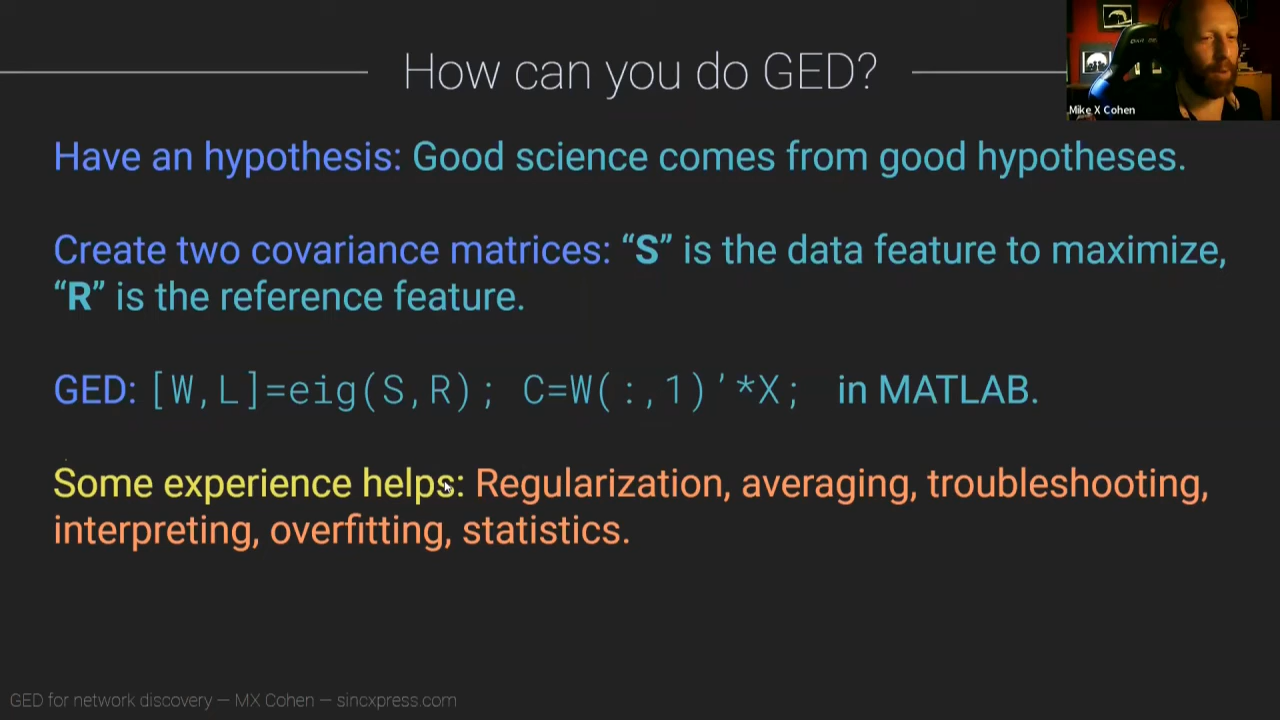 How can you do GED?
Mike X Cohen
Have an hypothesis: Good science comes from good hypotheses.
Create two covariance matrices: “S” is the data feature to maximize,
“R” is the reference feature.
GED: [W,L]=eig(S,R); C=W(:,1)’*X; in MATLAB.
Some experience helps: Regularization, averaging, troubleshooting,
interpreting, overfitting, statistics.
GED for network discovery — MX Cohen — sincxpress.com